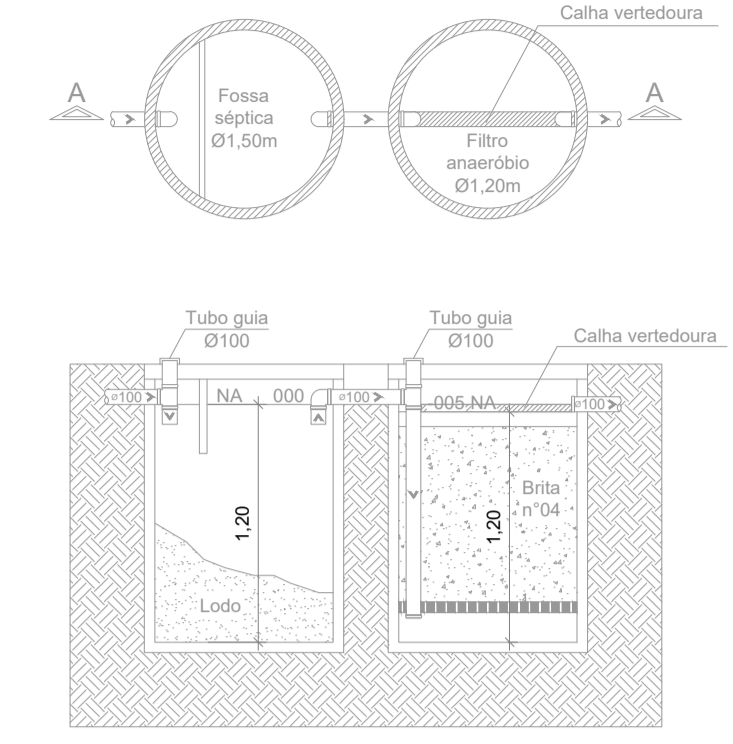 Calha vertedoura
A
Fossa
séptica
Ø1,50m
Filtro
anaeróbio
Ø1,20m
A
Tubo guia
Ø100
Tubo guia
Ø100
Calha vertedoura
ø100
NA
000
ø100
-005 NA
ø100
1,20
Lodo
Brita
n°04
1,20